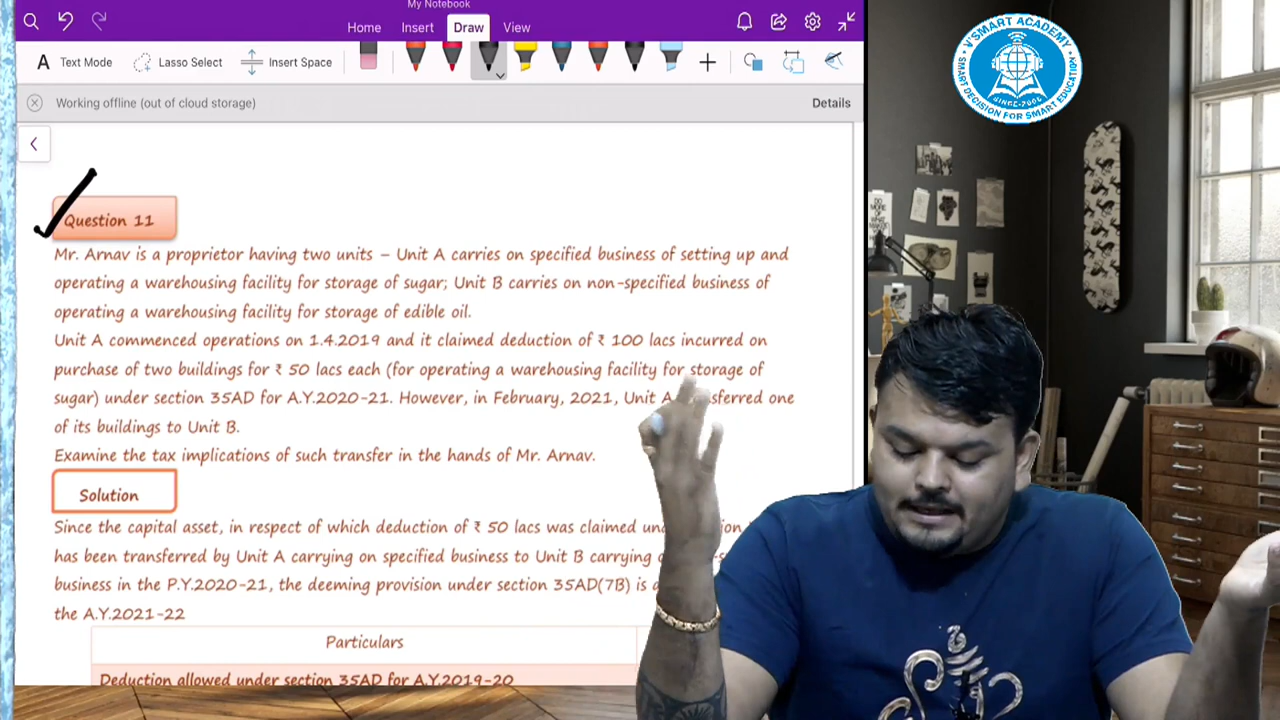 My Notebook
Home Insert Draw View
A Text Mode Lasso Select Insert Space
Working offline (out of cloud storage) Details
V'SMART ACADEMY
SMART DECISION FOR SMART EDUCATION
Question 11
Mr. Arnav is a proprietor having two units – Unit A carries on specified business of setting up and
operating a warehousing facility for storage of sugar; Unit B carries on non-specified business of
operating a warehousing facility for storage of edible oil.
Unit A commenced operations on 1.4.2019 and it claimed deduction of ₹ 100 lacs incurred on
purchase of two buildings for ₹ 50 lacs each (for operating a warehousing facility for storage of
sugar) under section 35AD for A.Y.2020-21. However, in February, 2021, Unit A one
of its buildings to Unit B.
Examine the tax implications of such transfer in the hands of Mr. Arnav.
Solution
Since the capital asset, in respect of which deduction of ₹ 50 lacs was claimed
has been transferred by Unit A carrying on specified business to Unit B carrying
business in the P.Y.2020-21, the deeming provision under section 35AD(7B) is
the A.Y.2021-22
Particulars
Deduction allowed under section 35AD for A.Y.2019-20